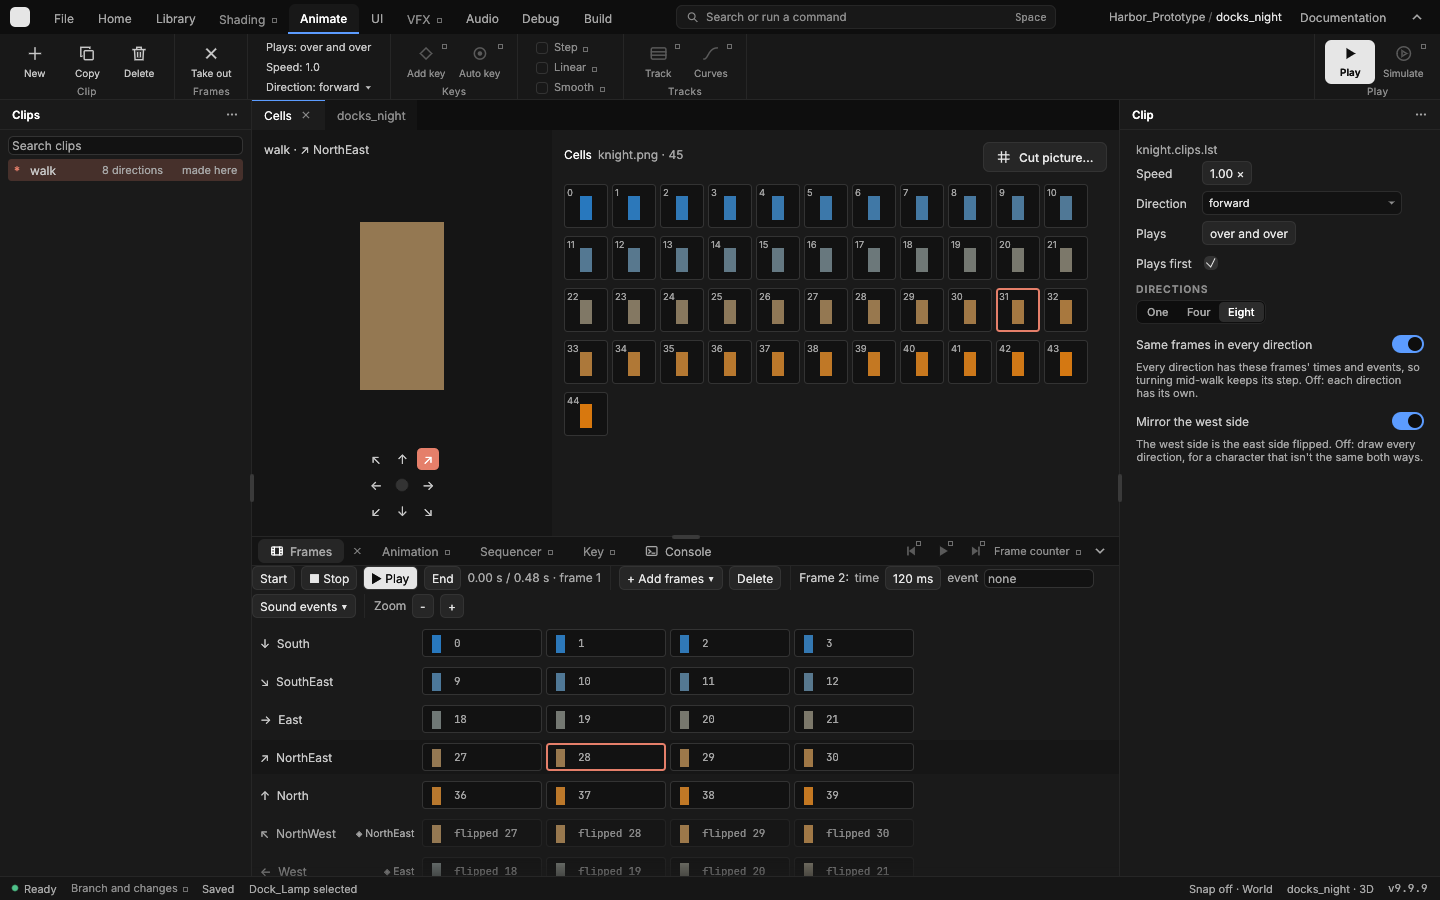 File Home Library Shading Animate UI VFX Audio Debug Build Search or run a command Space Harbor_Prototype / docks_night Documentation
New Copy Delete Clip
Take out Frames
Plays: over and over
Speed: 1.0
Direction: forward
Add key Auto key Keys
Step
Linear
Smooth
Track Curves Tracks
Play Simulate Play
Clips
Search clips
* walk 8 directions made here
Cells docks_night
walk · ↗ NorthEast
Cells knight.png · 45
Cut picture...
0 1 2 3 4 5 6 7 8 9 10
11 12 13 14 15 16 17 18 19 20 21
22 23 24 25 26 27 28 29 30 31 32
33 34 35 36 37 38 39 40 41 42 43
44
Clip
knight.clips.lst
Speed 1.00 ×
Direction forward
Plays over and over
Plays first
DIRECTIONS
One Four Eight
Same frames in every direction
Every direction has these frames' times and events, so
turning mid-walk keeps its step. Off: each direction
has its own.
Mirror the west side
The west side is the east side flipped. Off: draw every
direction, for a character that isn't the same both ways.
Frames Animation Sequencer Key Console Frame counter
Start Stop Play End 0.00 s / 0.48 s · frame 1 + Add frames Delete Frame 2: time 120 ms event none
Sound events Zoom - +
↓ South 0 1 2 3
↘ SouthEast 9 10 11 12
→ East 18 19 20 21
↗ NorthEast 27 28 29 30
↑ North 36 37 38 39
↖ NorthWest ◆ NorthEast flipped 27 flipped 28 flipped 29 flipped 30
← West ◆ East flipped 18 flipped 19 flipped 20 flipped 21
Ready Branch and changes Saved Dock_Lamp selected Snap off · World docks_night · 3D v9.9.9